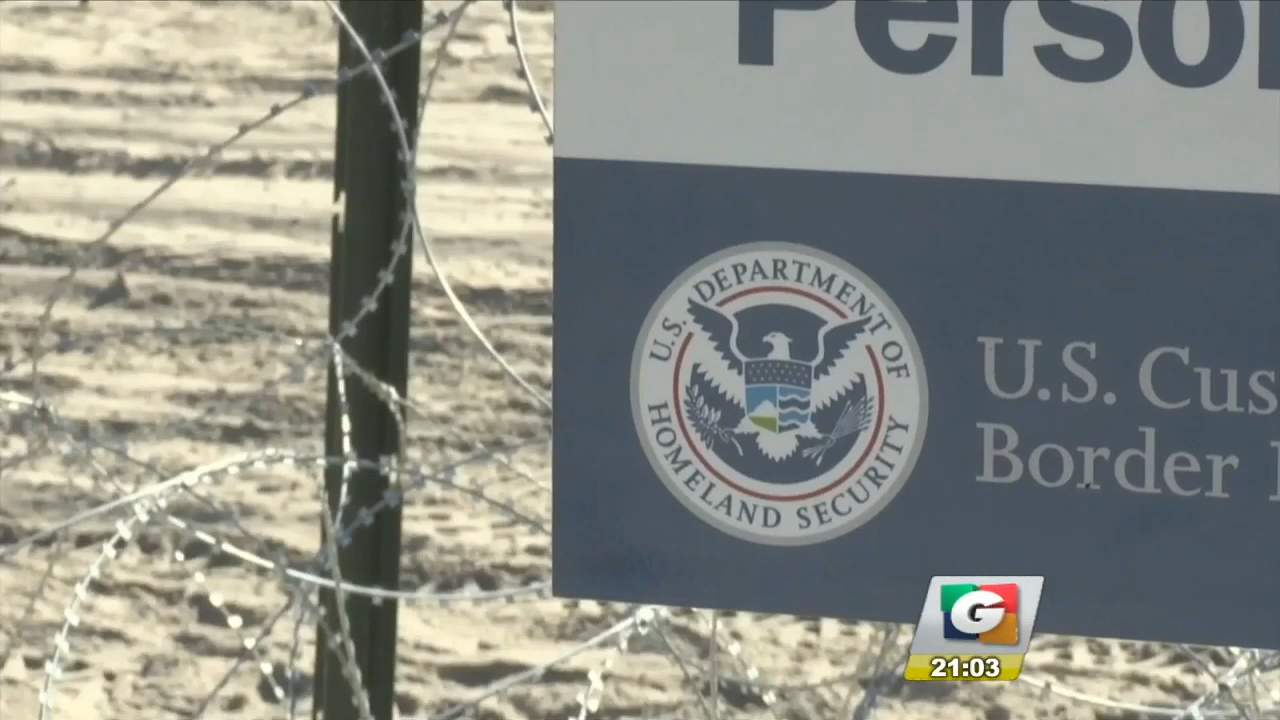 Perso
U.S. DEPARTMENT OF
HOMELAND SECURITY
U.S. Cus
Border
G
21:03